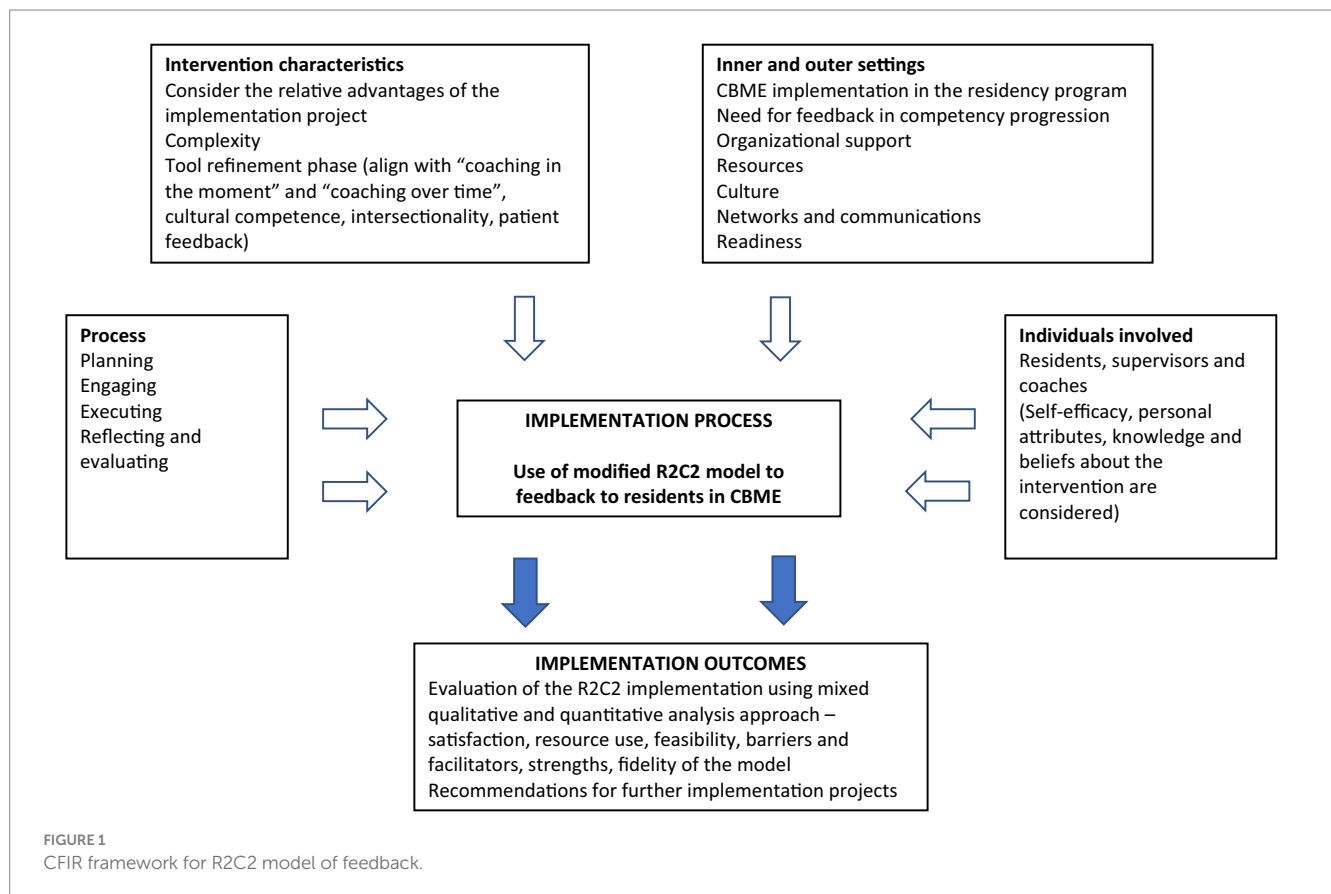 Intervention characteristics
Consider the relative advantages of the
implementation project
Complexity
Tool refinement phase (align with “coaching in
the moment” and “coaching over time”,
cultural competence, intersectionality, patient
feedback)
Inner and outer settings
CBME implementation in the residency program
Need for feedback in competency progression
Organizational support
Resources
Culture
Networks and communications
Readiness
Process
Planning
Engaging
Executing
Reflecting and
evaluating
IMPLEMENTATION PROCESS
Use of modified R2C2 model to
feedback to residents in CBME
Individuals involved
Residents, supervisors and
coaches
(Self-efficacy, personal
attributes, knowledge and
beliefs about the
intervention are
considered)
IMPLEMENTATION OUTCOMES
Evaluation of the R2C2 implementation using mixed
qualitative and quantitative analysis approach –
satisfaction, resource use, feasibility, barriers and
facilitators, strengths, fidelity of the model
Recommendations for further implementation projects
FIGURE 1
CFIR framework for R2C2 model of feedback.